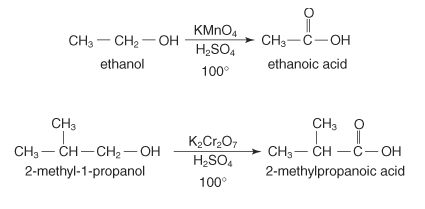 O
KMnO₄
CH₃ — CH₂ — OH → CH₃—C—OH
H₂SO₄
ethanol ethanoic acid
100°
CH₃ CH₃ O
K₂Cr₂O₇
CH₃ — CH — CH₂ — OH → CH₃ — CH — C — OH
H₂SO₄
2-methyl-1-propanol 2-methylpropanoic acid
100°